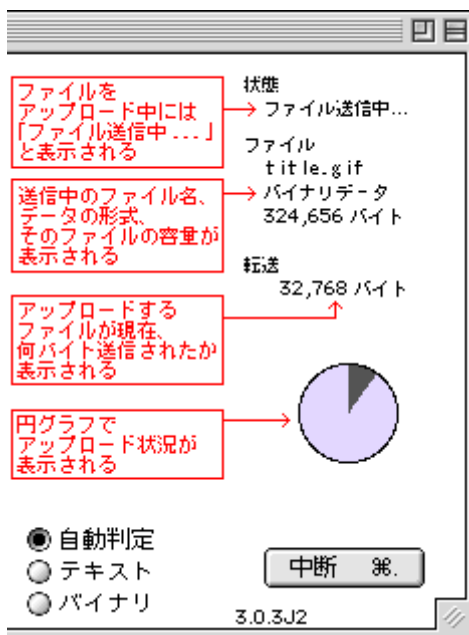 ファイルを
アップロード中には
「ファイル送信中...」
と表示される
状態
ファイル送信中...
ファイル
title.gif
バイナリデータ
324,656 バイト
送信中のファイル名、
データの形式、
そのファイルの容量が
表示される
転送
32,768 バイト
アップロードする
ファイルが現在、
何バイト送信されたか
表示される
円グラフで
アップロード状況が
表示される
自動判定
テキスト
バイナリ
中断 ⌘.
3.0.3J2